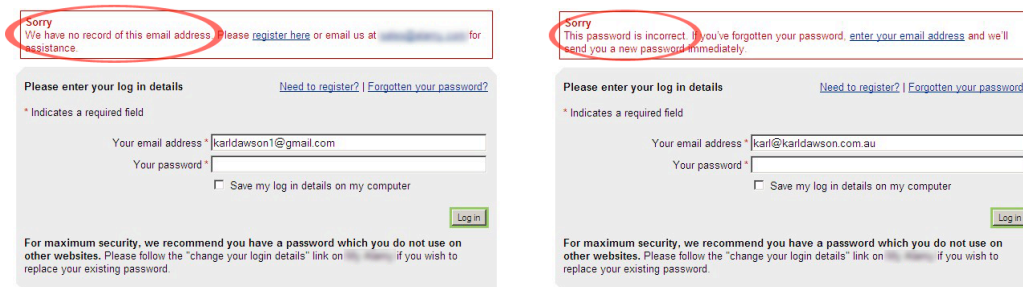 Sorry
We have no record of this email address. Please register here or email us at for
assistance.
Please enter your log in details Need to register? | Forgotten your password?
* Indicates a required field
Your email address * karldawson1@gmail.com
Your password *
Save my log in details on my computer
Log in
For maximum security, we recommend you have a password which you do not use on
other websites. Please follow the "change your login details" link on if you wish to
replace your existing password.
Sorry
This password is incorrect. If you've forgotten your password, enter your email address and we'll
send you a new password immediately.
Please enter your log in details Need to register? | Forgotten your password
* Indicates a required field
Your email address * karl@karldawson.com.au
Your password *
Save my log in details on my computer
Log in
For maximum security, we recommend you have a password which you do not use on
other websites. Please follow the "change your login details" link on if you wish to
replace your existing password.